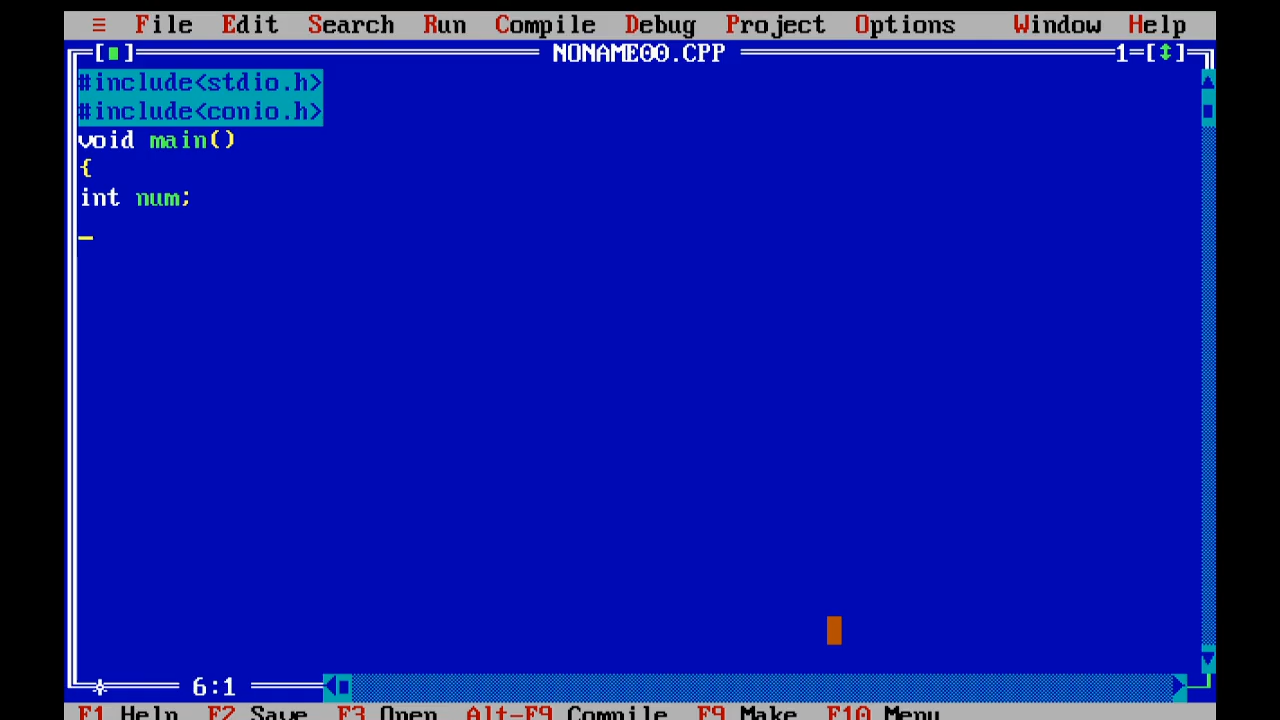 ≡ File Edit Search Run Compile Debug Project Options Window Help
[■] NONAME00.CPP 1=[↕]
#include<stdio.h>
#include<conio.h>
void main()
{
int num;
6:1
F1 Help F2 Save F3 Open Alt-F9 Compile F9 Make F10 Menu